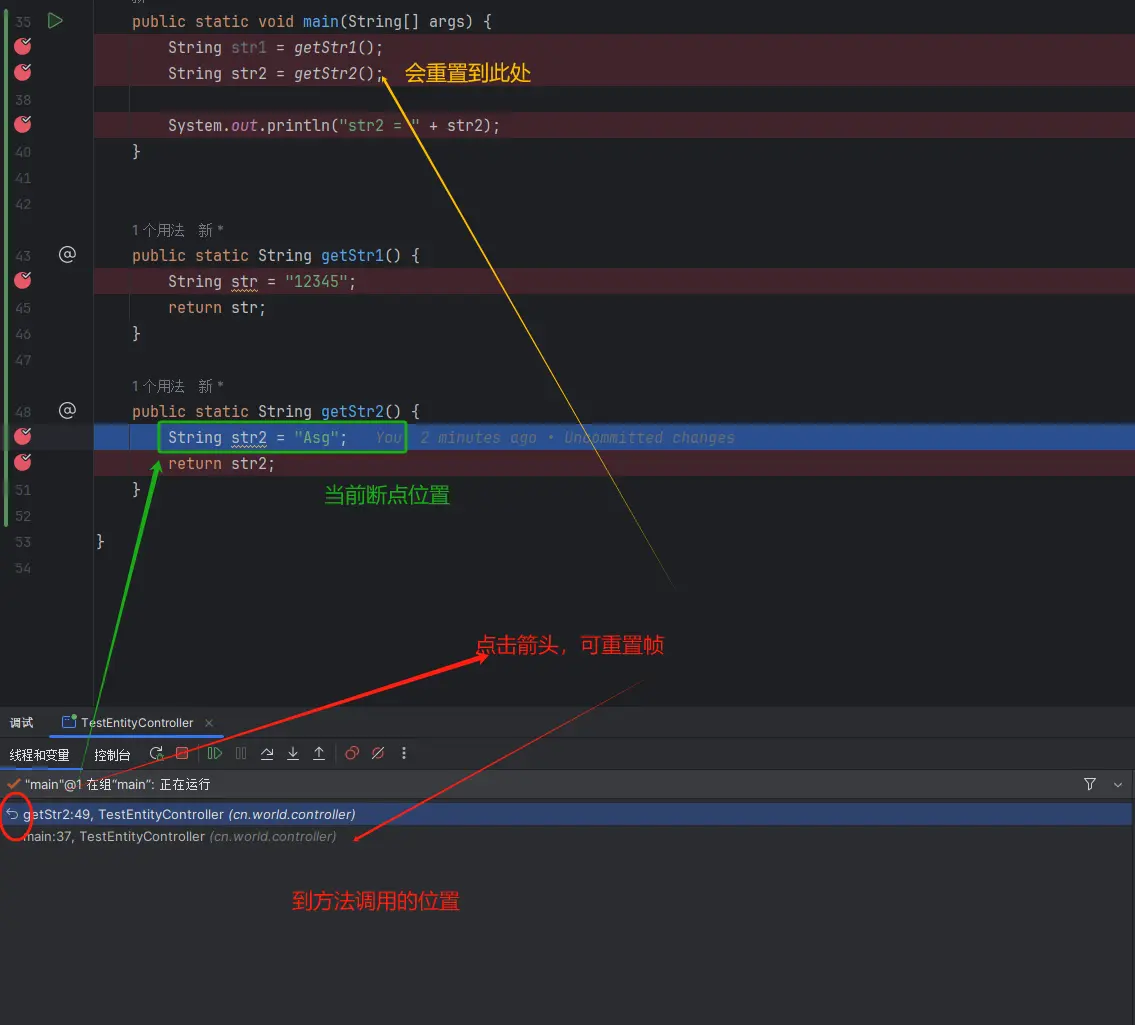 35 public static void main(String[] args) {
String str1 = getStr1();
String str2 = getStr2(); 会重置到此处
38
System.out.println("str2 = " + str2);
40 }
41
42
1个用法 新 *
43 @ public static String getStr1() {
String str = "12345";
45 return str;
46 }
47
1个用法 新 *
48 @ public static String getStr2() {
String str2 = "Asg"; You 2 minutes ago • Uncommitted changes
return str2;
51 }
当前断点位置
52
53 }
54
点击箭头，可重置帧
调试 TestEntityController ×
线程和变量 控制台
"main"@1 在组"main": 正在运行
getStr2:49, TestEntityController (cn.world.controller)
main:37, TestEntityController (cn.world.controller)
到方法调用的位置